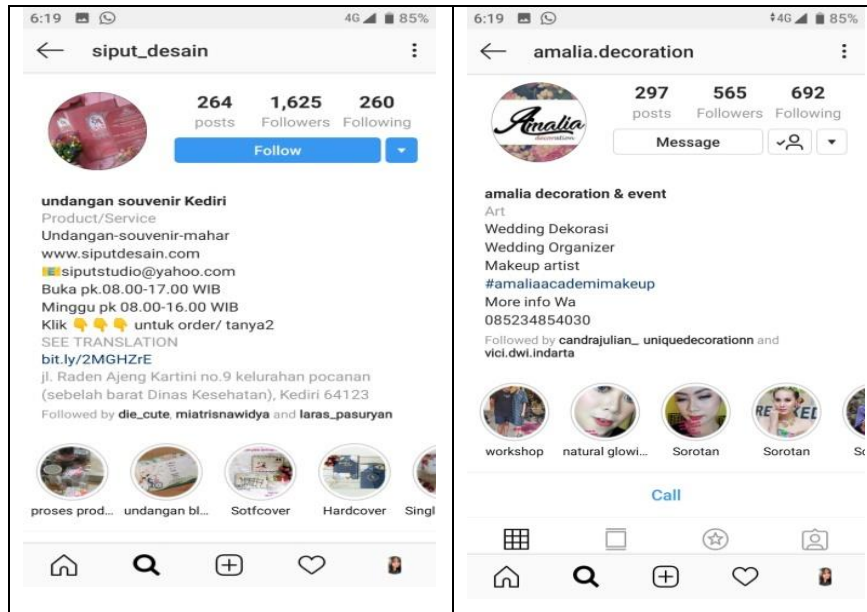 6:19
4G 85%
siput_desain
264 1,625 260
posts Followers Following
Follow
undangan souvenir Kediri
Product/Service
Undangan-souvenir-mahar
www.siputdesain.com
📧siputstudio@yahoo.com
Buka pk.08.00-17.00 WIB
Minggu pk 08.00-16.00 WIB
Klik 👇👇👇 untuk order/ tanya2
SEE TRANSLATION
bit.ly/2MGHZrE
jl. Raden Ajeng Kartini no.9 kelurahan pocanan
(sebelah barat Dinas Kesehatan), Kediri 64123
Followed by die_cute, miatrisnawidya and laras_pasuryan
proses prod... undangan bl... Sotfcover Hardcover Singl
6:19
4G 85%
amalia.decoration
Amalia
decoration
297 565 692
posts Followers Following
Message
amalia decoration & event
Art
Wedding Dekorasi
Wedding Organizer
Makeup artist
#amaliaacademimakeup
More info Wa
085234854030
Followed by candrajulian_, uniquedecorationn and
vici.dwi.indarta
workshop natural glowi... Sorotan Sorotan So
Call